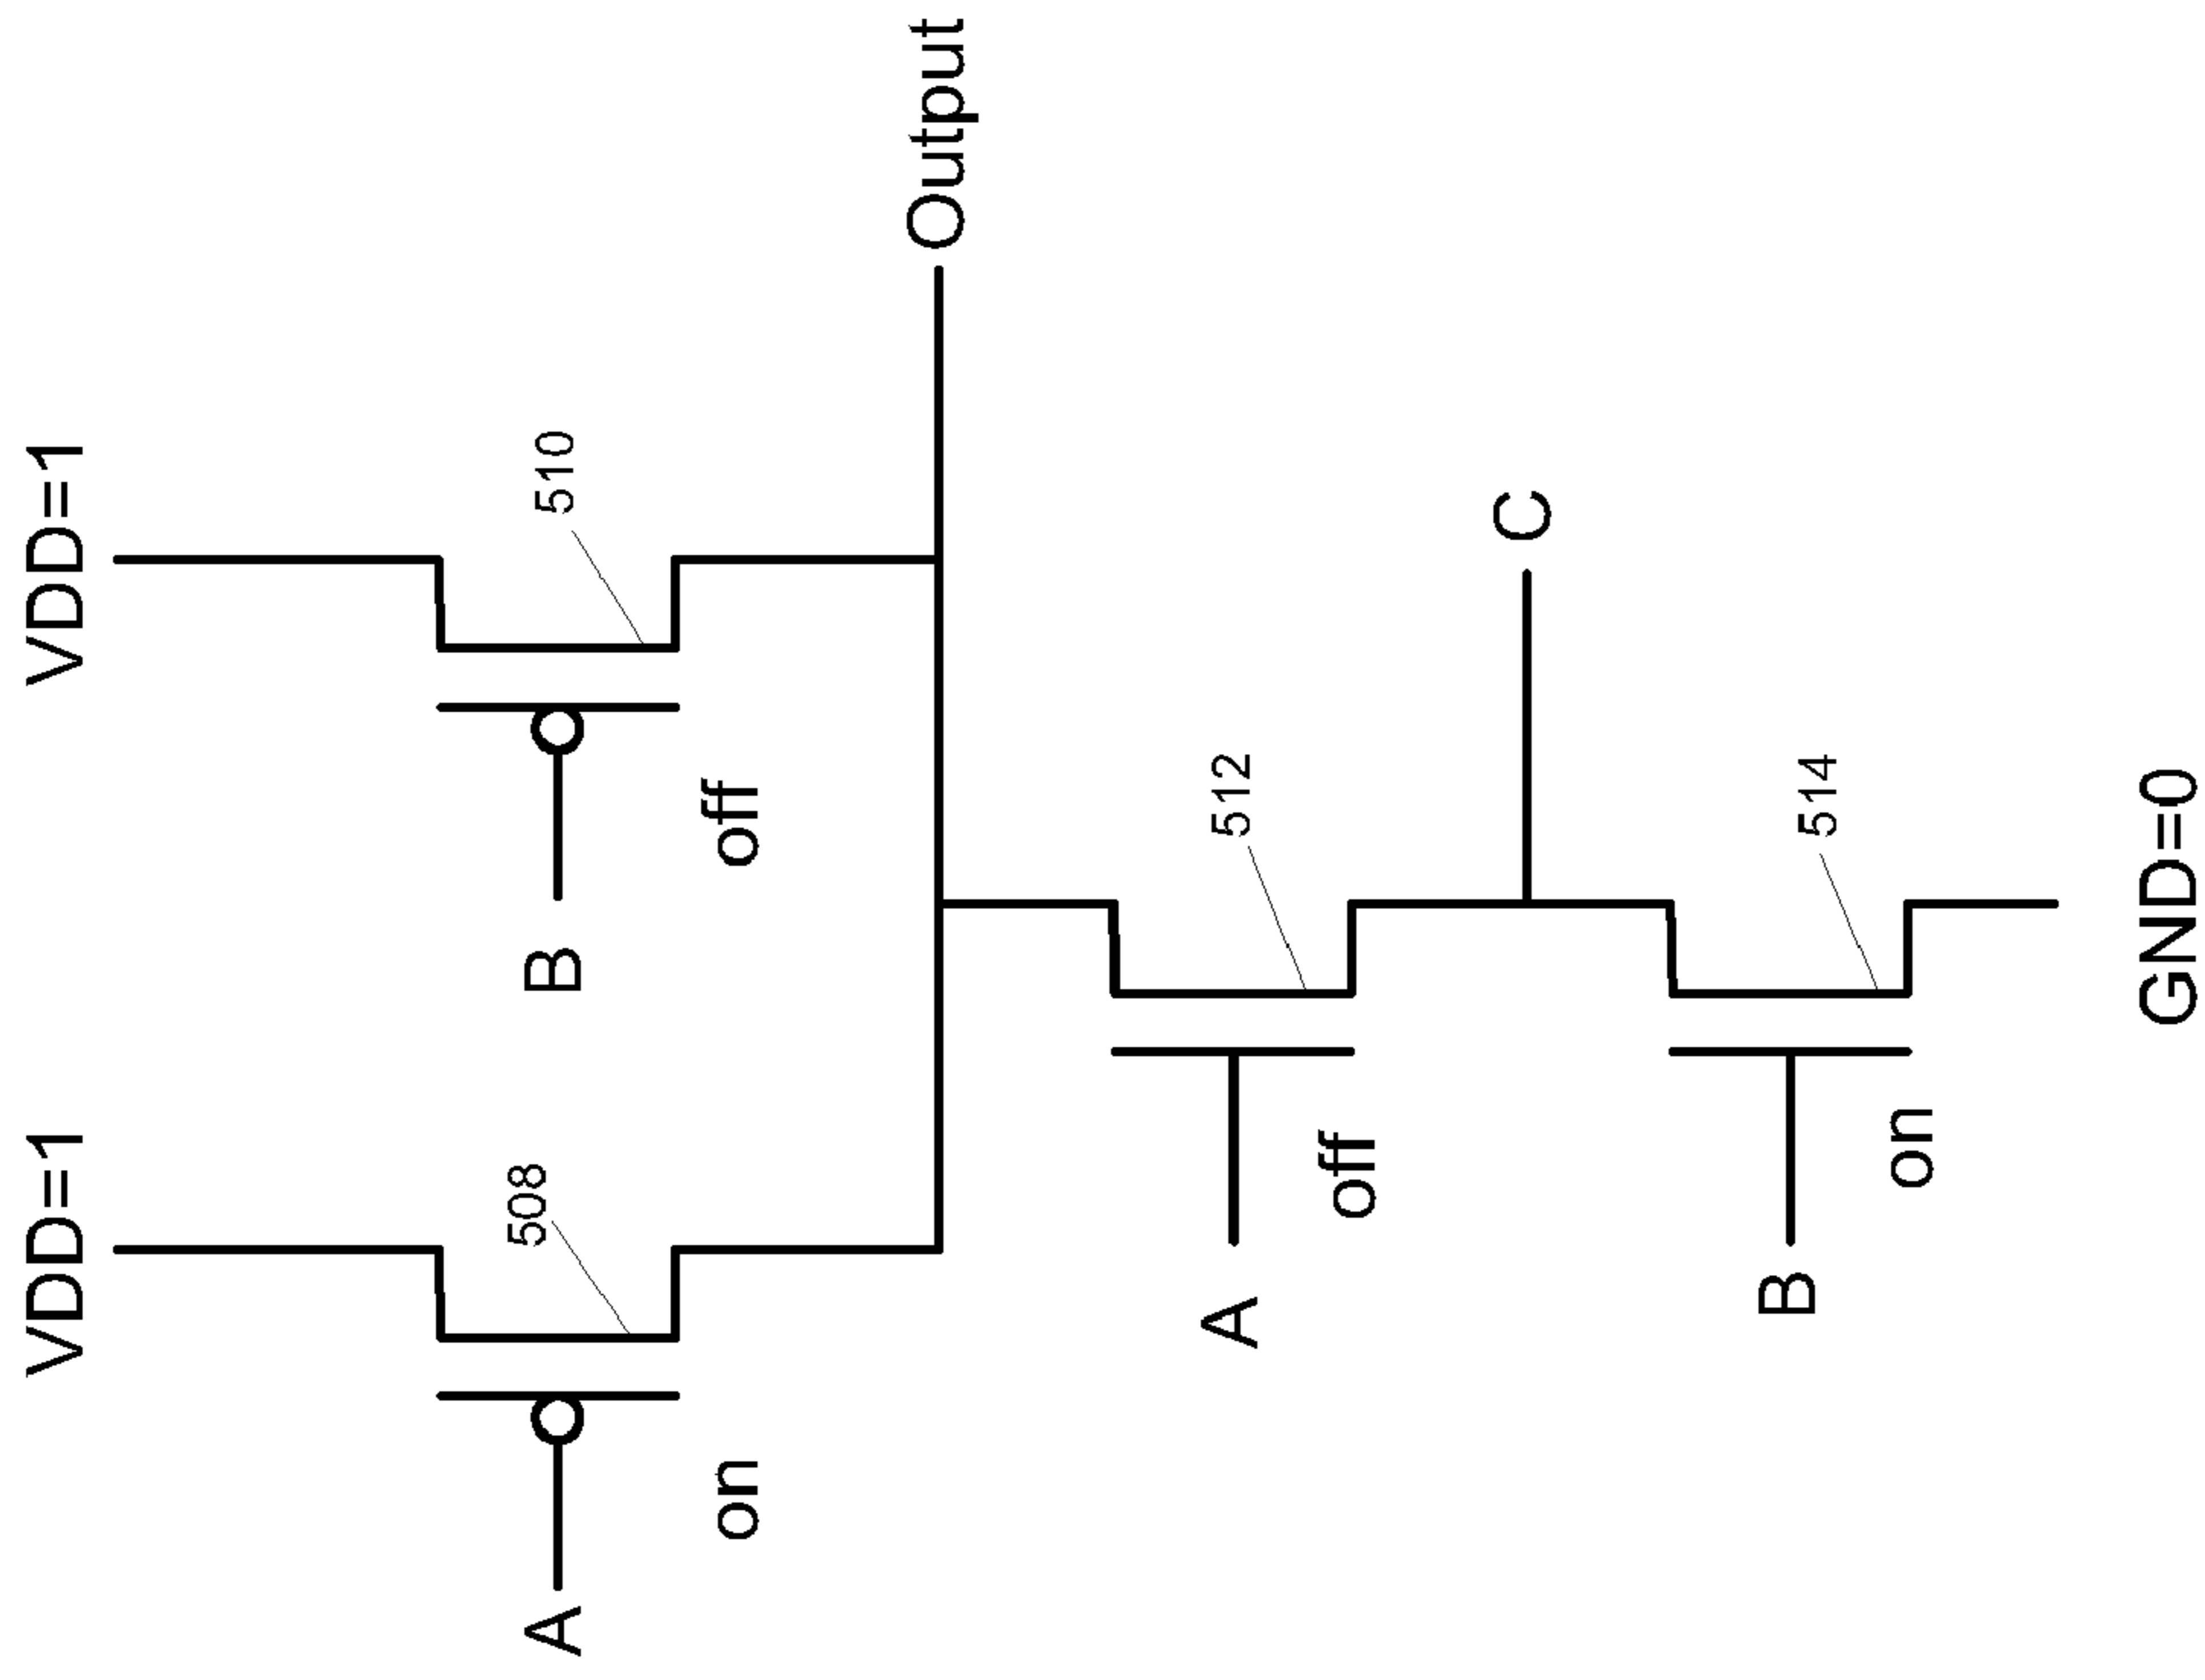 VDD=1
VDD=1
508
510
A
B
on
off
Output
A
512
off
C
B
514
on
GND=0